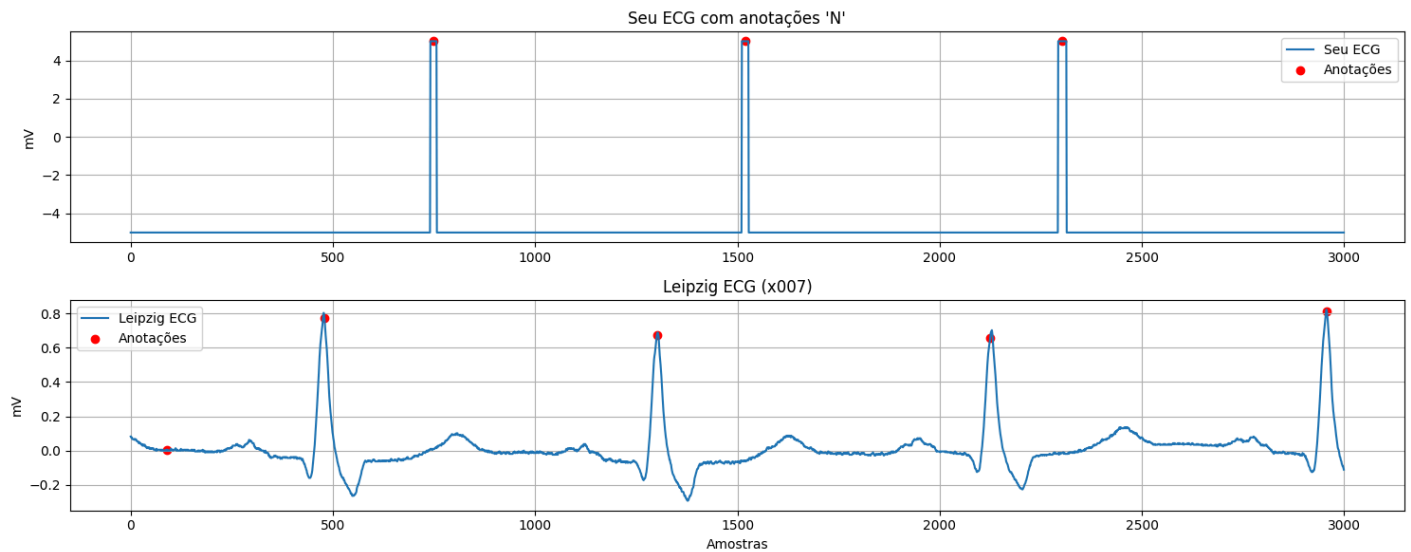 Seu ECG com anotações 'N'
mV
4
2
0
−2
−4
Seu ECG
Anotações
0 500 1000 1500 2000 2500 3000
Leipzig ECG (x007)
mV
0.8
0.6
0.4
0.2
0.0
−0.2
Leipzig ECG
Anotações
0 500 1000 1500 2000 2500 3000
Amostras